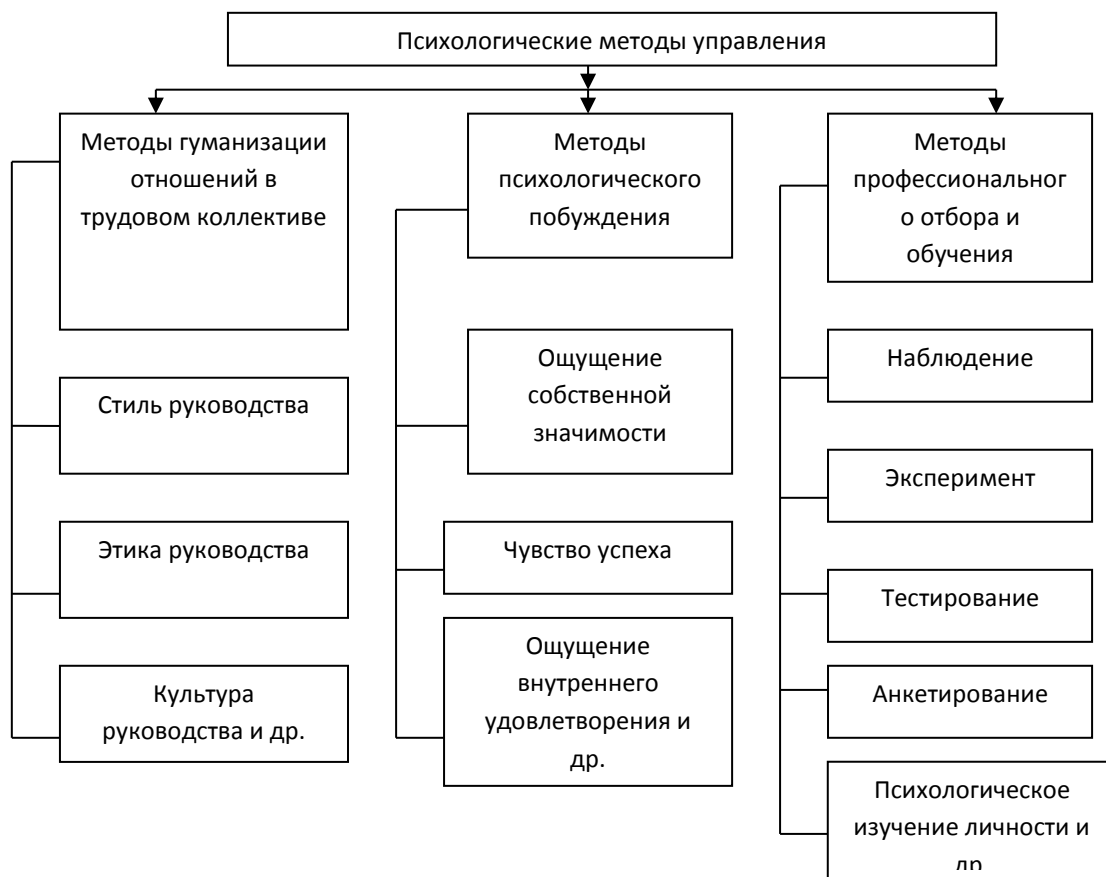 Психологические методы управления
Методы гуманизации
отношений в
трудовом коллективе
Стиль руководства
Этика руководства
Культура
руководства и др.
Методы
психологического
побуждения
Ощущение
собственной
значимости
Чувство успеха
Ощущение
внутреннего
удовлетворения и
др.
Методы
профессиональног
о отбора и
обучения
Наблюдение
Эксперимент
Тестирование
Анкетирование
Психологическое
изучение личности и
др